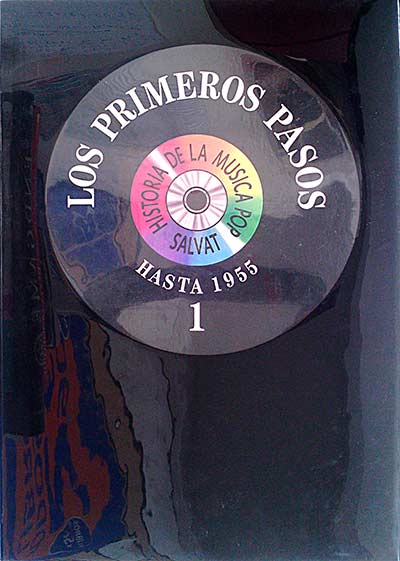 LOS PRIMEROS PASOS
HISTORIA DE LA MUSICA POP
SALVAT
HASTA 1955
1